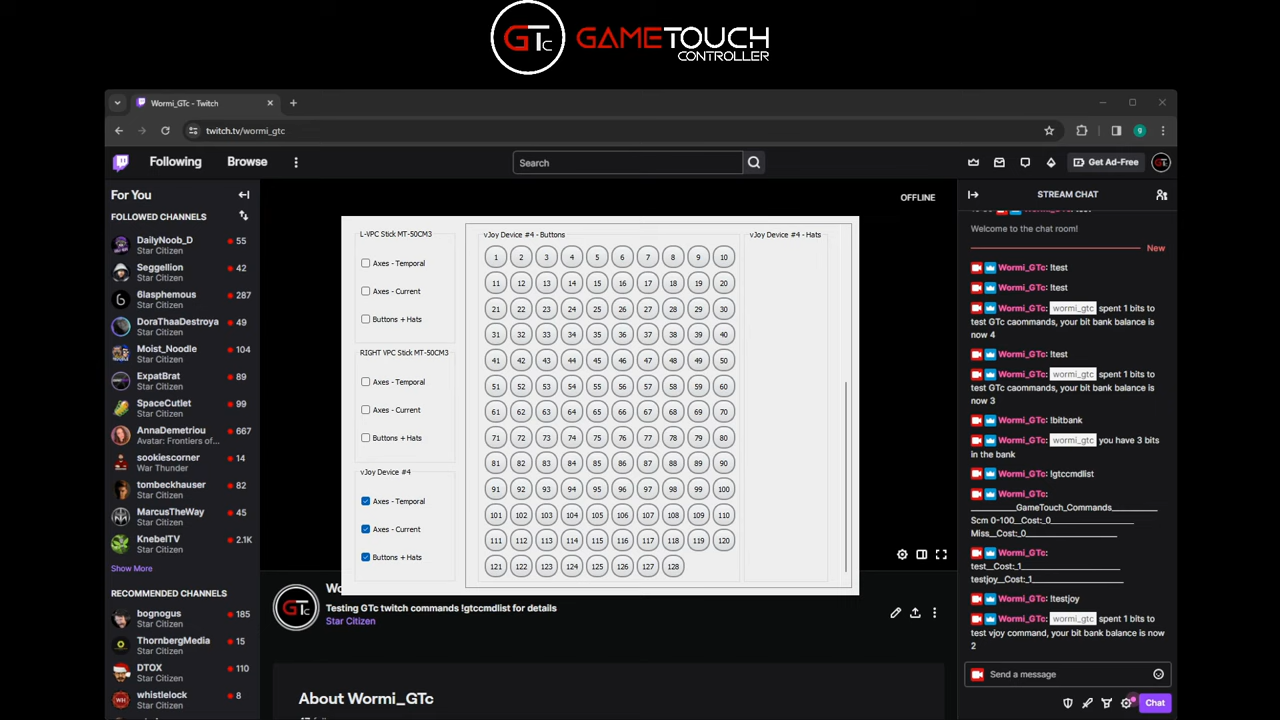 GTc
GAMETOUCH
CONTROLLER
Wormi_GTc - Twitch
twitch.tv/wormi_gtc
g
Following
Browse
Search
Get Ad-Free
GTc
For You
FOLLOWED CHANNELS
DailyNoob_D
55
Star Citizen
Seggellion
42
Star Citizen
6lasphemous
287
Star Citizen
DoraThaaDestroya
49
Star Citizen
Moist_Noodle
104
Star Citizen
ExpatBrat
89
Star Citizen
SpaceCutlet
99
Star Citizen
AnnaDemetriou
667
Avatar: Frontiers of...
sookiescorner
14
War Thunder
tombeckhauser
82
Star Citizen
MarcusTheWay
45
Star Citizen
KnebelTV
2.1K
Star Citizen
Show More
RECOMMENDED CHANNELS
bognogus
185
Star Citizen
ThornbergMedia
15
Star Citizen
DTOX
110
Star Citizen
whistlelock
8
Star Citizen
OFFLINE
L-VPC Stick MT-50CM3
Axes - Temporal
Axes - Current
Buttons + Hats
RIGHT VPC Stick MT-50CM3
Axes - Temporal
Axes - Current
Buttons + Hats
vJoy Device #4
Axes - Temporal
Axes - Current
Buttons + Hats
vJoy Device #4 - Buttons
1 2 3 4 5 6 7 8 9 10
11 12 13 14 15 16 17 18 19 20
21 22 23 24 25 26 27 28 29 30
31 32 33 34 35 36 37 38 39 40
41 42 43 44 45 46 47 48 49 50
51 52 53 54 55 56 57 58 59 60
61 62 63 64 65 66 67 68 69 70
71 72 73 74 75 76 77 78 79 80
81 82 83 84 85 86 87 88 89 90
91 92 93 94 95 96 97 98 99 100
101 102 103 104 105 106 107 108 109 110
111 112 113 114 115 116 117 118 119 120
121 122 123 124 125 126 127 128
vJoy Device #4 - Hats
GTc
Testing GTc twitch commands !gtccmdlist for details
Star Citizen
About Wormi_GTc
STREAM CHAT
Welcome to the chat room!
New
Wormi_GTc: !test
Wormi_GTc: !test
Wormi_GTc: wormi_gtc spent 1 bits to
test GTc caommands, your bit bank balance is
now 4
Wormi_GTc: !test
Wormi_GTc: wormi_gtc spent 1 bits to
test GTc caommands, your bit bank balance is
now 3
Wormi_GTc: !bitbank
Wormi_GTc: wormi_gtc you have 3 bits
in the bank
Wormi_GTc: !gtccmdlist
Wormi_GTc:
__________GameTouch_Commands__________
Scm 0-100__Cost:_0__________________
Miss__Cost:_0_________________________
Wormi_GTc:
test__Cost:_1_______________________
testjoy__Cost:_1_____________________
Wormi_GTc: !testjoy
Wormi_GTc: wormi_gtc spent 1 bits to
test vjoy command, your bit bank balance is now
2
Send a message
Chat